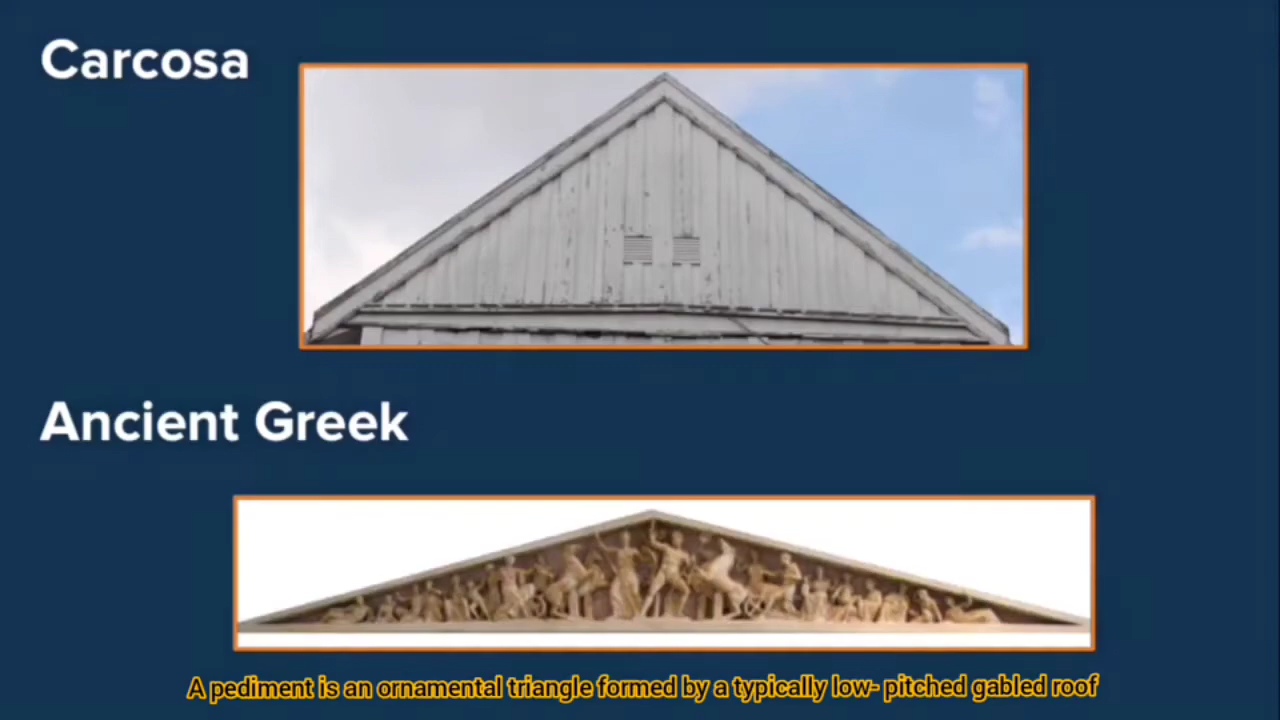 Carcosa
Ancient Greek
A pediment is an ornamental triangle formed by a typically low- pitched gabled roof